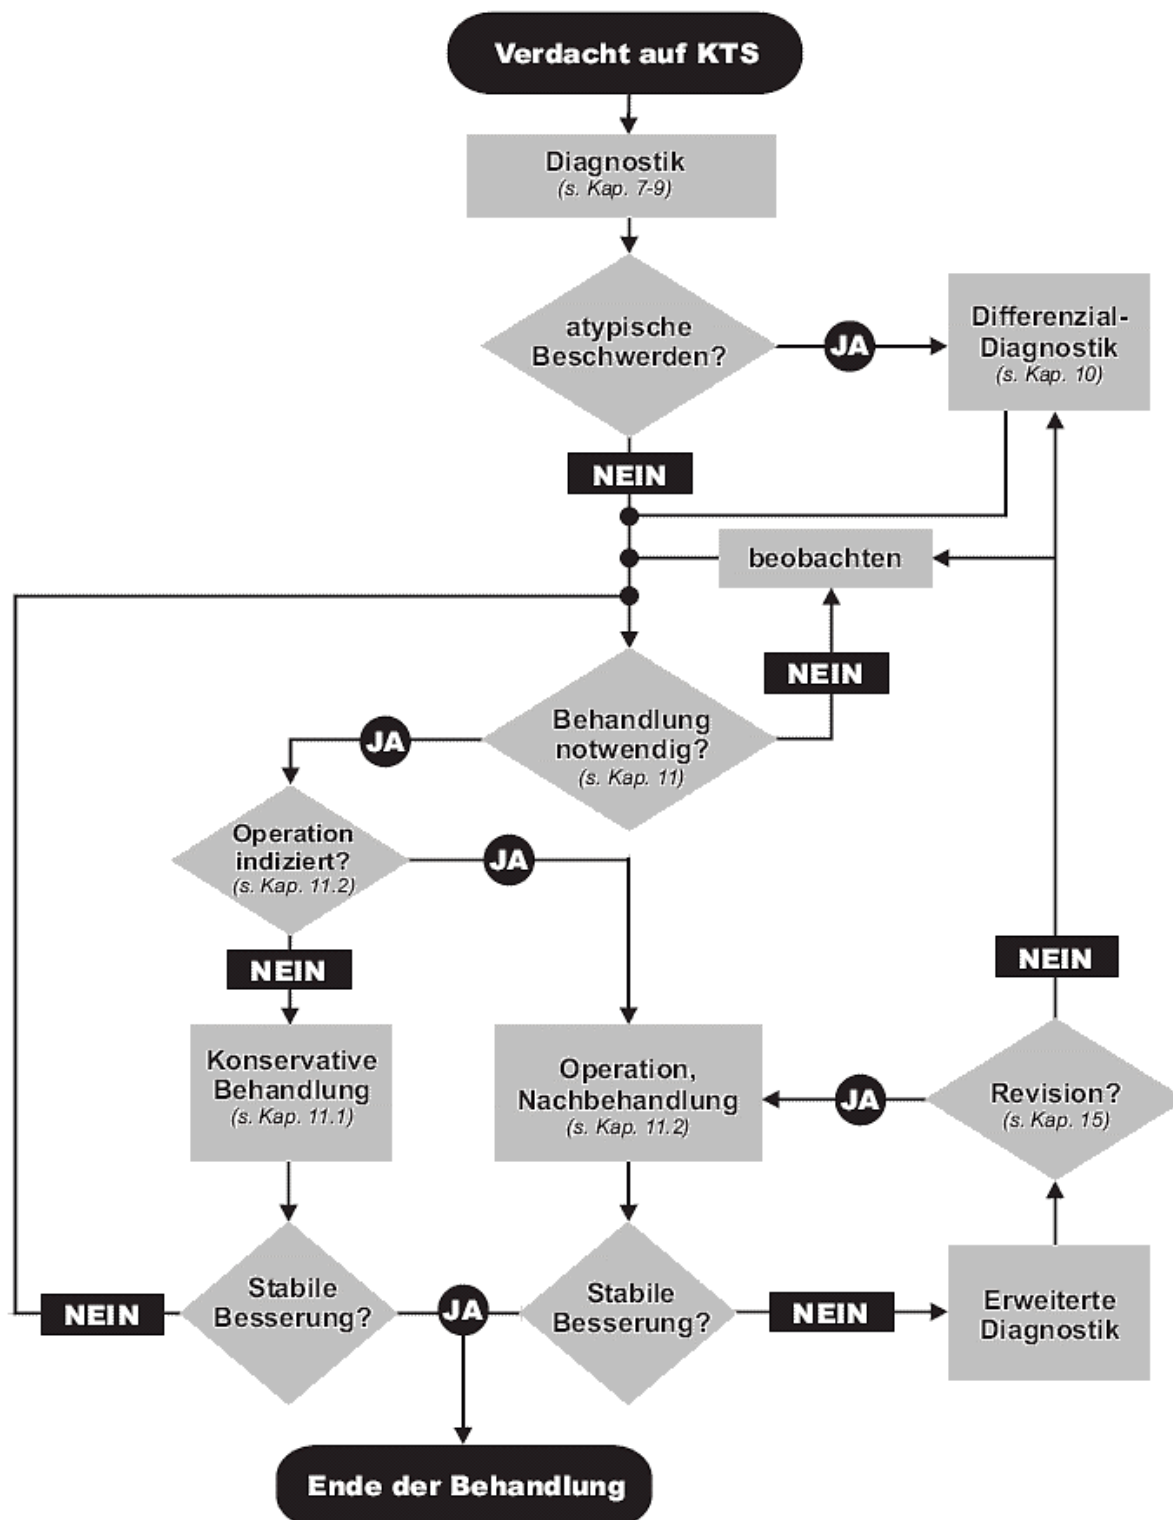 Verdacht auf KTS
Diagnostik
(s. Kap. 7-9)
atypische
Beschwerden?
JA
Differenzial-
Diagnostik
(s. Kap. 10)
NEIN
beobachten
NEIN
Behandlung
notwendig?
(s. Kap. 11)
JA
Operation
indiziert?
(s. Kap. 11.2)
JA
NEIN
NEIN
Konservative
Behandlung
(s. Kap. 11.1)
Operation,
Nachbehandlung
(s. Kap. 11.2)
JA
Revision?
(s. Kap. 15)
Stabile
Besserung?
NEIN
JA
Stabile
Besserung?
NEIN
Erweiterte
Diagnostik
Ende der Behandlung